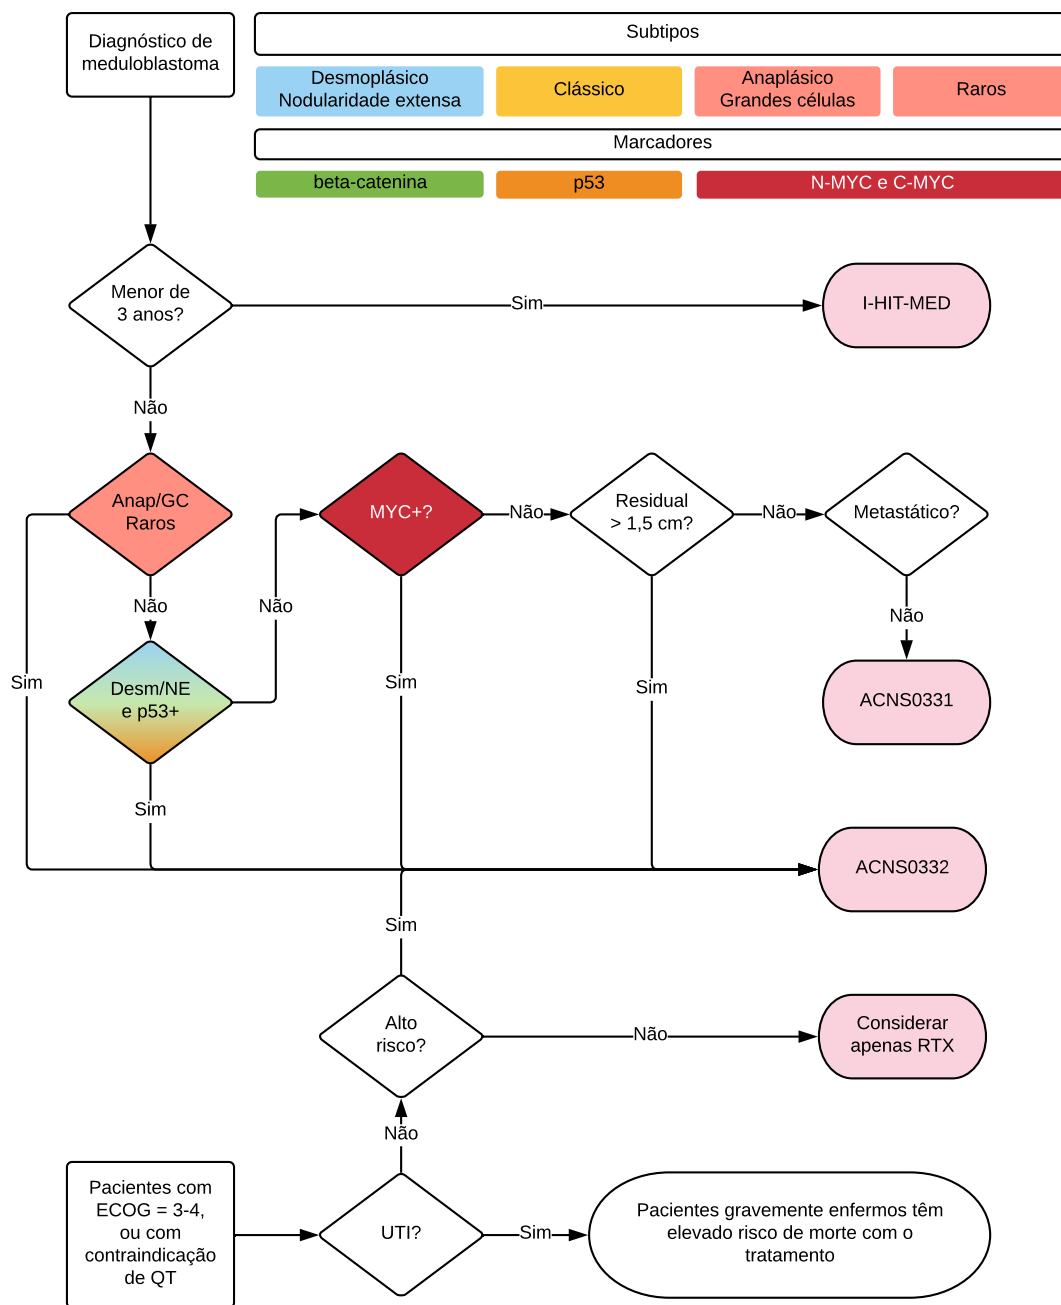 Diagnóstico de
meduloblastoma
Subtipos
Desmoplásico
Nodularidade extensa
Clássico
Anaplásico
Grandes células
Raros
Marcadores
beta-catenina
p53
N-MYC e C-MYC
Menor de
3 anos?
Sim
I-HIT-MED
Não
Anap/GC
Raros
MYC+?
Não
Residual
> 1,5 cm?
Não
Metastático?
Não
Não
Não
Sim
Desm/NE
e p53+
Sim
Sim
ACNS0331
Sim
ACNS0332
Sim
Alto
risco?
Não
Considerar
apenas RTX
Não
Pacientes com
ECOG = 3-4,
ou com
contraindicação
de QT
UTI?
Sim
Pacientes gravemente enfermos têm
elevado risco de morte com o
tratamento